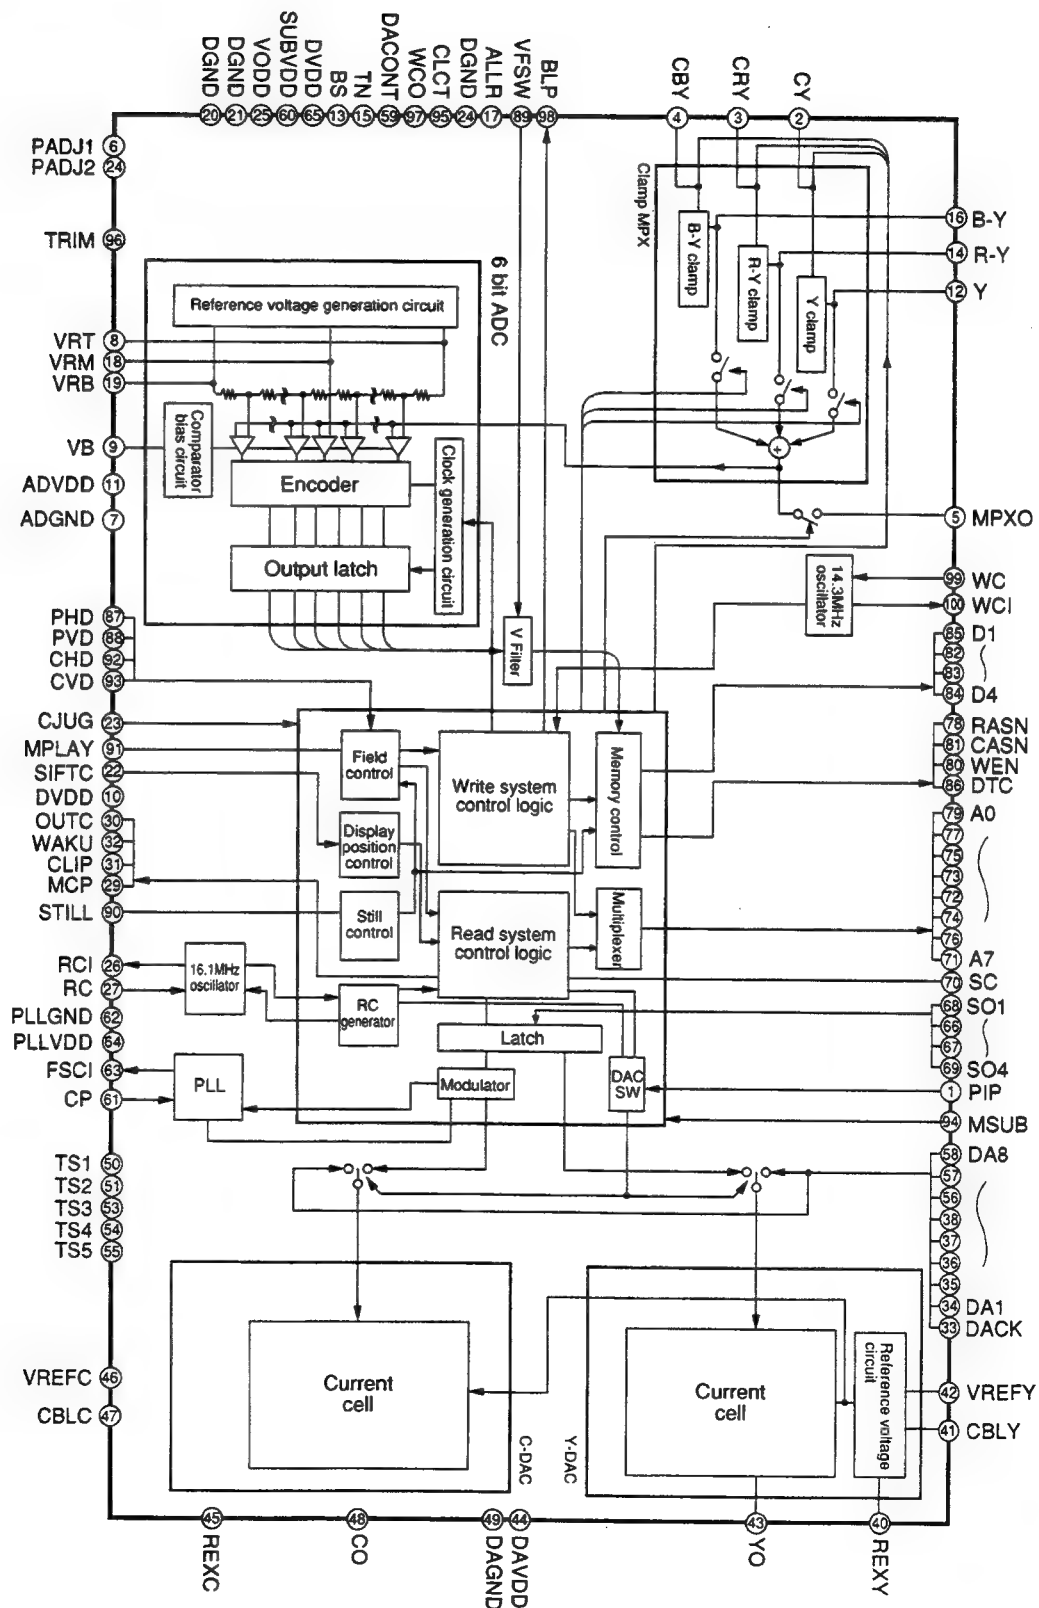 DGND
DGND
VODD
SUBVDD
DVDD
BS
TN
DACONT
WCO
CLCT
DGND
ALLR
VFSW
BLP
CBY
CRY
CY
20
21
25
60
65
13
15
59
97
95
24
17
89
98
4
3
2
PADJ1 6
PADJ2 24
TRIM 96
VRT 8
VRM 18
VRB 19
VB 9
ADVDD 11
ADGND 7
PHD 87
PVD 88
CHD 92
CVD 93
CJUG 23
MPLAY 91
SIFTC 22
DVDD 10
OUTC 30
WAKU 32
CLIP 31
MCP 29
STILL 90
RCI 26
RC 27
PLLGND 62
PLLVDD 64
FSCI 63
CP 61
TS1 50
TS2 51
TS3 53
TS4 54
TS5 55
VREFC 46
CBLC 47
6 bit ADC
Reference voltage generation circuit
Comparator
bias circuit
Encoder
Output latch
Clock generation circuit
Clamp MPX
B-Y clamp
R-Y clamp
Y clamp
+
V Filter
14.3MHz
oscillator
Field
control
Write system
control logic
Memory control
Display
position
control
Still
control
Read system
control logic
Multiplexer
16.1MHz
oscillator
RC
generator
Latch
PLL
Modulator
DAC
SW
Current
cell
C-DAC
Y-DAC
Current
cell
Reference voltage
circuit
16 B-Y
14 R-Y
12 Y
5 MPXO
99 WC
100 WCI
85 D1
82
83
84 D4
78 RASN
81 CASN
80 WEN
86 DTC
79 A0
77
75
73
72
74
76
71 A7
70 SC
68 SO1
66
67
69 SO4
1 PIP
94 MSUB
58 DA8
57
56
38
37
36
35
34 DA1
33 DACK
42 VREFY
41 CBLY
45
48
49
44
43
40
REXC
CO
DAGND
DAVDD
YO
REXY